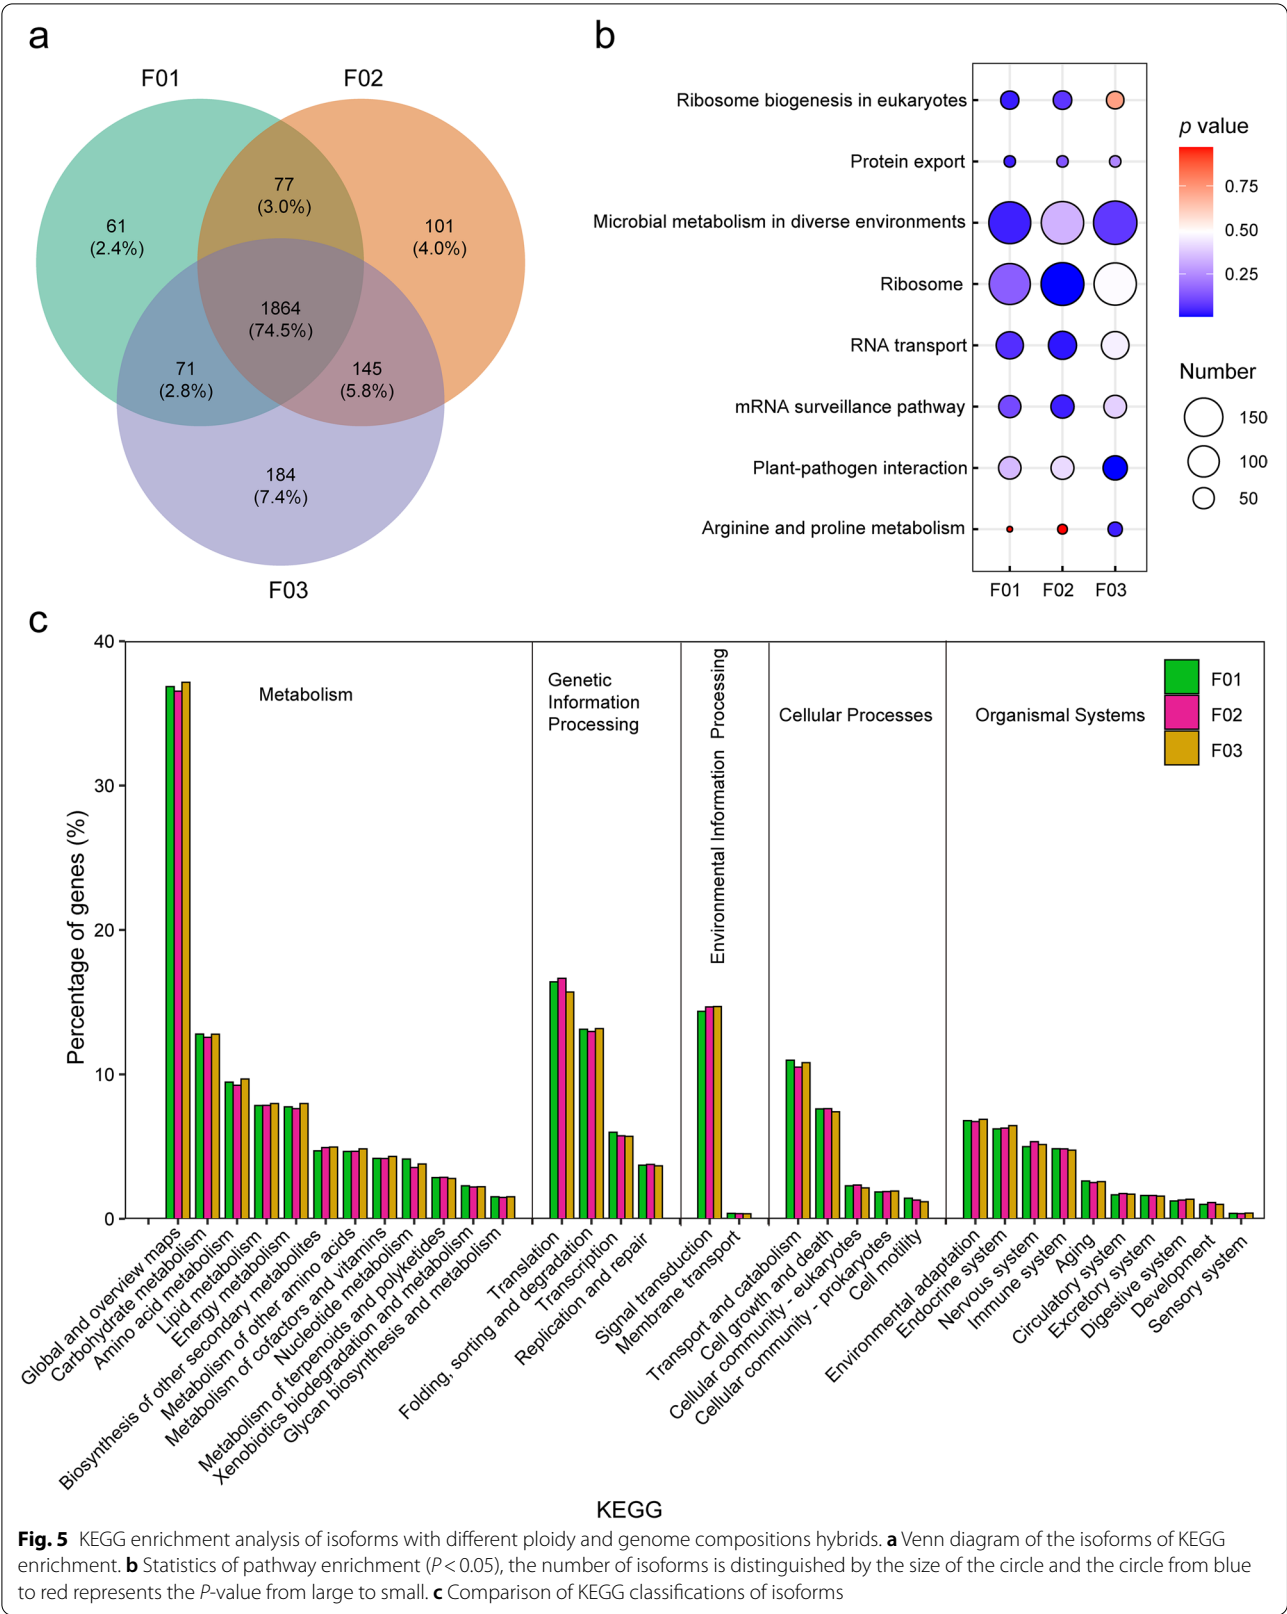 a
F01
F02
77
(3.0%)
61
(2.4%)
101
(4.0%)
1864
(74.5%)
71
(2.8%)
145
(5.8%)
184
(7.4%)
F03
b
Ribosome biogenesis in eukaryotes
Protein export
Microbial metabolism in diverse environments
Ribosome
RNA transport
mRNA surveillance pathway
Plant-pathogen interaction
Arginine and proline metabolism
F01 F02 F03
p value
0.75
0.50
0.25
Number
150
100
50
c
Percentage of genes (%)
40
30
20
10
0
Metabolism
Genetic
Information
Processing
Environmental Information Processing
Cellular Processes
Organismal Systems
F01
F02
F03
Global and overview maps
Carbohydrate metabolism
Amino acid metabolism
Lipid metabolism
Energy metabolism
Biosynthesis of other secondary metabolites
Metabolism of other amino acids
Metabolism of cofactors and vitamins
Nucleotide metabolism
Metabolism of terpenoids and polyketides
Xenobiotics biodegradation and metabolism
Glycan biosynthesis and metabolism
Translation
Folding, sorting and degradation
Transcription
Replication and repair
Signal transduction
Membrane transport
Transport and catabolism
Cell growth and death
Cellular community - eukaryotes
Cellular community - prokaryotes
Cell motility
Environmental adaptation
Endocrine system
Nervous system
Immune system
Aging
Circulatory system
Excretory system
Digestive system
Development
Sensory system
KEGG
Fig. 5 KEGG enrichment analysis of isoforms with different ploidy and genome compositions hybrids. a Venn diagram of the isoforms of KEGG
enrichment. b Statistics of pathway enrichment (P < 0.05), the number of isoforms is distinguished by the size of the circle and the circle from blue
to red represents the P-value from large to small. c Comparison of KEGG classifications of isoforms